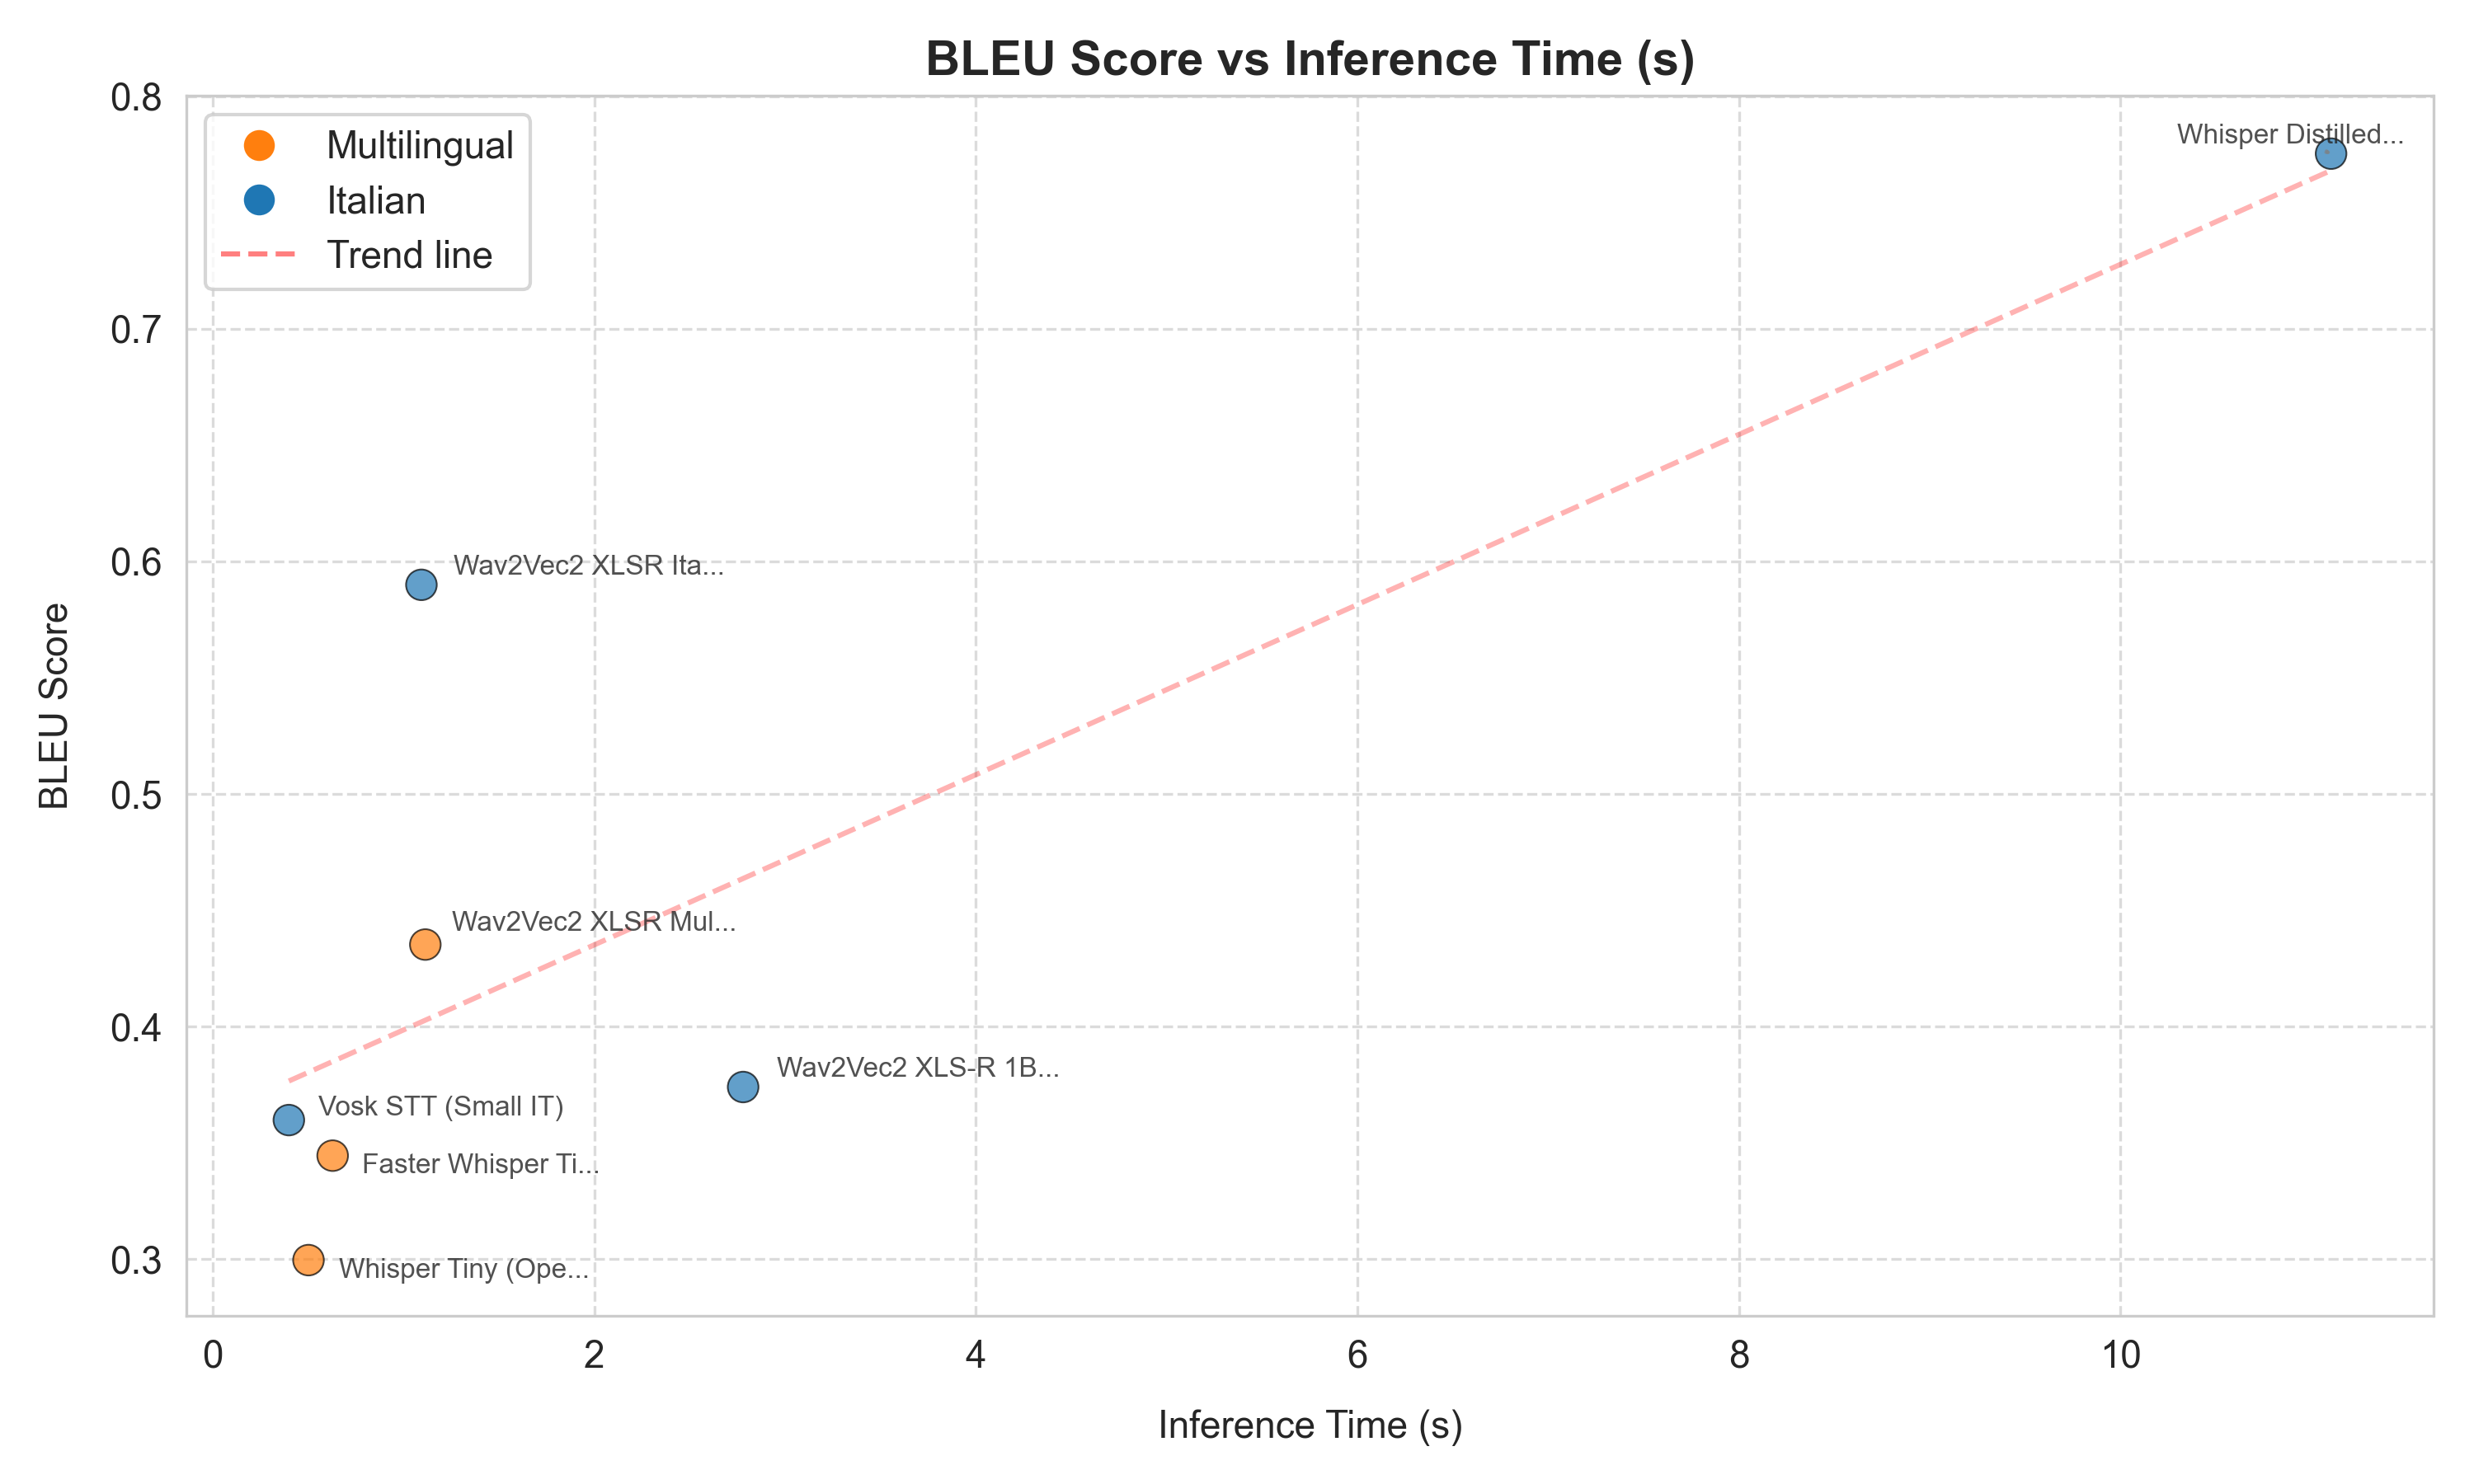 BLEU Score vs Inference Time (s)
Multilingual
Italian
Trend line
BLEU Score
0.8
0.7
0.6
0.5
0.4
0.3
Whisper Distilled...
Wav2Vec2 XLSR Ita...
Wav2Vec2 XLSR Mul...
Wav2Vec2 XLS-R 1B...
Vosk STT (Small IT)
Faster Whisper Ti...
Whisper Tiny (Ope...
0 2 4 6 8 10
Inference Time (s)